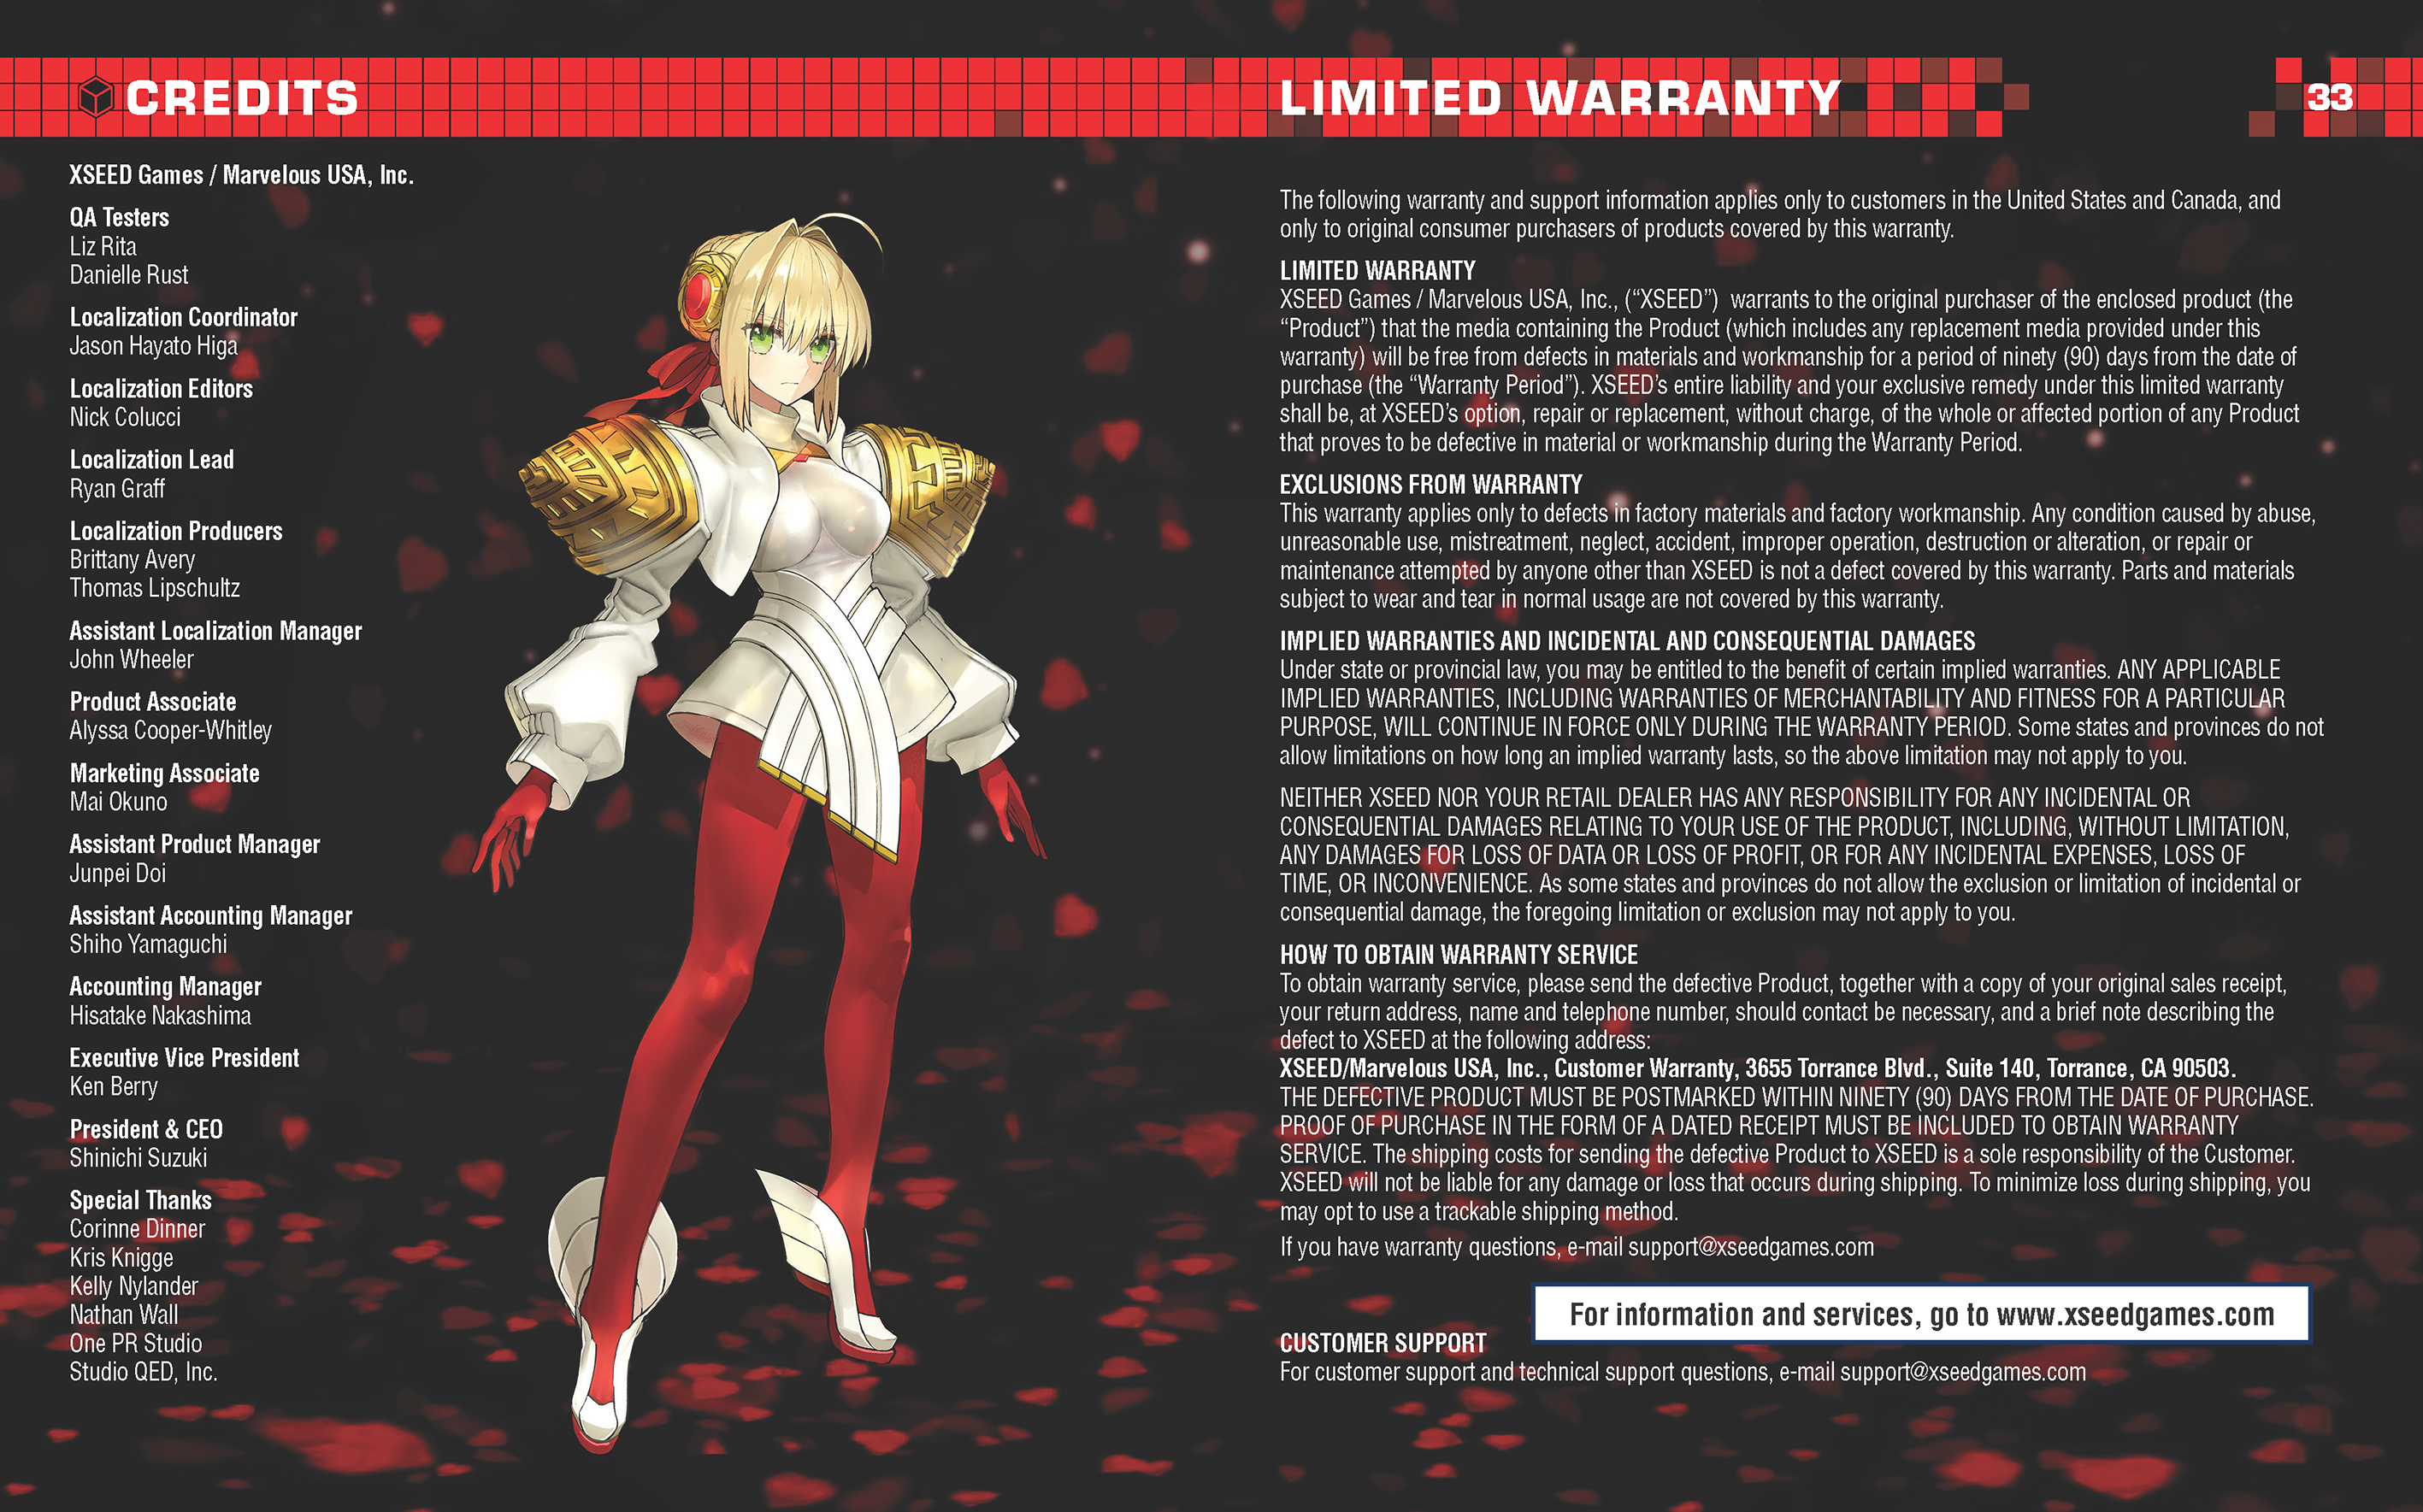 CREDITS
XSEED Games / Marvelous USA, Inc.
QA Testers
Liz Rita
Danielle Rust
Localization Coordinator
Jason Hayato Higa
Localization Editors
Nick Colucci
Localization Lead
Ryan Graff
Localization Producers
Brittany Avery
Thomas Lipschultz
Assistant Localization Manager
John Wheeler
Product Associate
Alyssa Cooper-Whitley
Marketing Associate
Mai Okuno
Assistant Product Manager
Junpei Doi
Assistant Accounting Manager
Shiho Yamaguchi
Accounting Manager
Hisatake Nakashima
Executive Vice President
Ken Berry
President & CEO
Shinichi Suzuki
Special Thanks
Corinne Dinner
Kris Knigge
Kelly Nylander
Nathan Wall
One PR Studio
Studio QED, Inc.
LIMITED WARRANTY
33
The following warranty and support information applies only to customers in the United States and Canada, and
only to original consumer purchasers of products covered by this warranty.
LIMITED WARRANTY
XSEED Games / Marvelous USA, Inc., (“XSEED”) warrants to the original purchaser of the enclosed product (the
“Product”) that the media containing the Product (which includes any replacement media provided under this
warranty) will be free from defects in materials and workmanship for a period of ninety (90) days from the date of
purchase (the “Warranty Period”). XSEED’s entire liability and your exclusive remedy under this limited warranty
shall be, at XSEED’s option, repair or replacement, without charge, of the whole or affected portion of any Product
that proves to be defective in material or workmanship during the Warranty Period.
EXCLUSIONS FROM WARRANTY
This warranty applies only to defects in factory materials and factory workmanship. Any condition caused by abuse,
unreasonable use, mistreatment, neglect, accident, improper operation, destruction or alteration, or repair or
maintenance attempted by anyone other than XSEED is not a defect covered by this warranty. Parts and materials
subject to wear and tear in normal usage are not covered by this warranty.
IMPLIED WARRANTIES AND INCIDENTAL AND CONSEQUENTIAL DAMAGES
Under state or provincial law, you may be entitled to the benefit of certain implied warranties. ANY APPLICABLE
IMPLIED WARRANTIES, INCLUDING WARRANTIES OF MERCHANTABILITY AND FITNESS FOR A PARTICULAR
PURPOSE, WILL CONTINUE IN FORCE ONLY DURING THE WARRANTY PERIOD. Some states and provinces do not
allow limitations on how long an implied warranty lasts, so the above limitation may not apply to you.
NEITHER XSEED NOR YOUR RETAIL DEALER HAS ANY RESPONSIBILITY FOR ANY INCIDENTAL OR
CONSEQUENTIAL DAMAGES RELATING TO YOUR USE OF THE PRODUCT, INCLUDING, WITHOUT LIMITATION,
ANY DAMAGES FOR LOSS OF DATA OR LOSS OF PROFIT, OR FOR ANY INCIDENTAL EXPENSES, LOSS OF
TIME, OR INCONVENIENCE. As some states and provinces do not allow the exclusion or limitation of incidental or
consequential damage, the foregoing limitation or exclusion may not apply to you.
HOW TO OBTAIN WARRANTY SERVICE
To obtain warranty service, please send the defective Product, together with a copy of your original sales receipt,
your return address, name and telephone number, should contact be necessary, and a brief note describing the
defect to XSEED at the following address:
XSEED/Marvelous USA, Inc., Customer Warranty, 3655 Torrance Blvd., Suite 140, Torrance, CA 90503.
THE DEFECTIVE PRODUCT MUST BE POSTMARKED WITHIN NINETY (90) DAYS FROM THE DATE OF PURCHASE.
PROOF OF PURCHASE IN THE FORM OF A DATED RECEIPT MUST BE INCLUDED TO OBTAIN WARRANTY
SERVICE. The shipping costs for sending the defective Product to XSEED is a sole responsibility of the Customer.
XSEED will not be liable for any damage or loss that occurs during shipping. To minimize loss during shipping, you
may opt to use a trackable shipping method.
If you have warranty questions, e-mail support@xseedgames.com
For information and services, go to www.xseedgames.com
CUSTOMER SUPPORT
For customer support and technical support questions, e-mail support@xseedgames.com